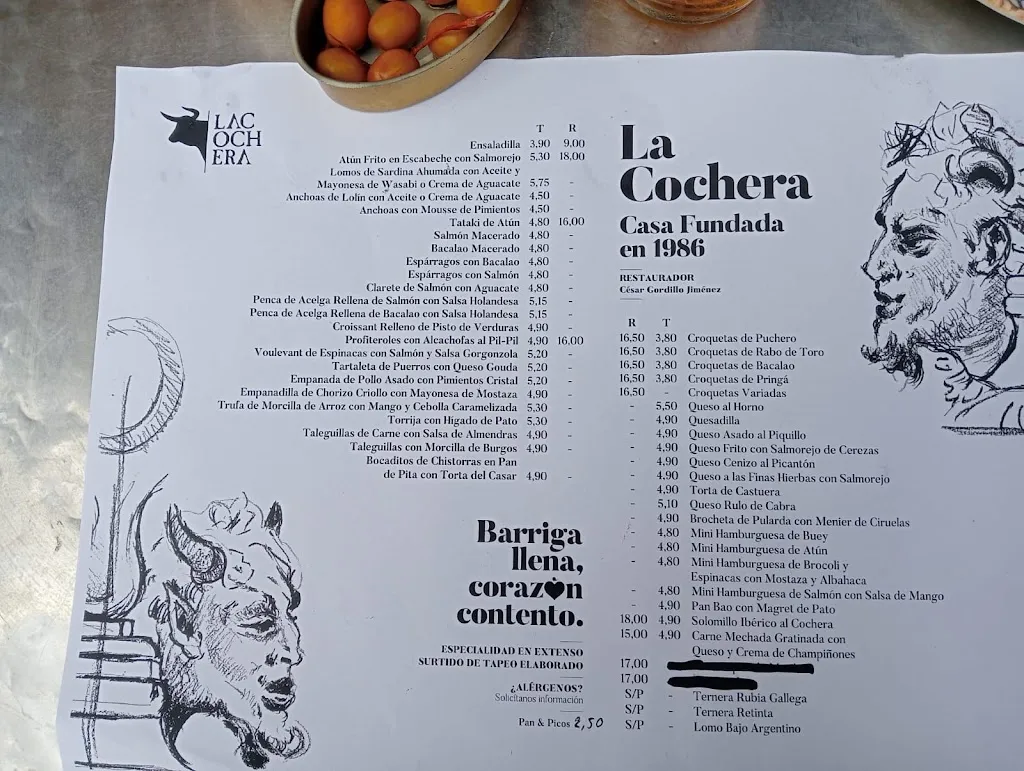 LAC
OCH
ERA
T R
Ensaladilla 3,90 9,00
Atún Frito en Escabeche con Salmorejo 5,30 18,00
Lomos de Sardina Ahumada con Aceite y
Mayonesa de Wasabi o Crema de Aguacate 5,75 -
Anchoas de Lolín con Aceite o Crema de Aguacate 4,50 -
Anchoas con Mousse de Pimientos 4,50 -
Tataki de Atún 4,80 16,00
Salmón Macerado 4,80 -
Bacalao Macerado 4,80 -
Espárragos con Bacalao 4,80 -
Espárragos con Salmón 4,80 -
Clarete de Salmón con Aguacate 4,80 -
Penca de Acelga Rellena de Salmón con Salsa Holandesa 5,15 -
Penca de Acelga Rellena de Bacalao con Salsa Holandesa 5,15 -
Croissant Relleno de Pisto de Verduras 4,90 -
Profiteroles con Alcachofas al Pil-Pil 4,90 16,00
Voulevant de Espinacas con Salmón y Salsa Gorgonzola 5,20 -
Tartaleta de Puerros con Queso Gouda 5,20 -
Empanada de Pollo Asado con Pimientos Cristal 5,20 -
Empanadilla de Chorizo Criollo con Mayonesa de Mostaza 4,90 -
Trufa de Morcilla de Arroz con Mango y Cebolla Caramelizada 5,30 -
Torrija con Hígado de Pato 5,30 -
Taleguillas de Carne con Salsa de Almendras 4,90 -
Taleguillas con Morcilla de Burgos 4,90 -
Bocaditos de Chistorras en Pan
de Pita con Torta del Casar 4,90 -
Barriga
llena,
corazón
contento.
ESPECIALIDAD EN EXTENSO
SURTIDO DE TAPEO ELABORADO
¿ALÉRGENOS?
Solicítanos información
Pan & Picos 2,50
La
Cochera
Casa Fundada
en 1986
RESTAURADOR
César Gordillo Jiménez
R T
16,50 3,80 Croquetas de Puchero
16,50 3,80 Croquetas de Rabo de Toro
16,50 3,80 Croquetas de Bacalao
16,50 3,80 Croquetas de Pringá
16,50 - Croquetas Variadas
- 5,50 Queso al Horno
- 4,90 Quesadilla
- 4,90 Queso Asado al Piquillo
- 4,90 Queso Frito con Salmorejo de Cerezas
- 4,90 Queso Cenizo al Picantón
- 4,90 Queso a las Finas Hierbas con Salmorejo
- 4,90 Torta de Castuera
- 5,10 Queso Rulo de Cabra
- 4,90 Brocheta de Pularda con Menier de Ciruelas
- 4,80 Mini Hamburguesa de Buey
- 4,80 Mini Hamburguesa de Atún
- 4,80 Mini Hamburguesa de Brocoli y
Espinacas con Mostaza y Albahaca
- 4,80 Mini Hamburguesa de Salmón con Salsa de Mango
- 4,90 Pan Bao con Magret de Pato
18,00 4,90 Solomillo Ibérico al Cochera
15,00 4,90 Carne Mechada Gratinada con
Queso y Crema de Champiñones
17,00
17,00
S/P - Ternera Rubia Gallega
S/P - Ternera Retinta
S/P - Lomo Bajo Argentino